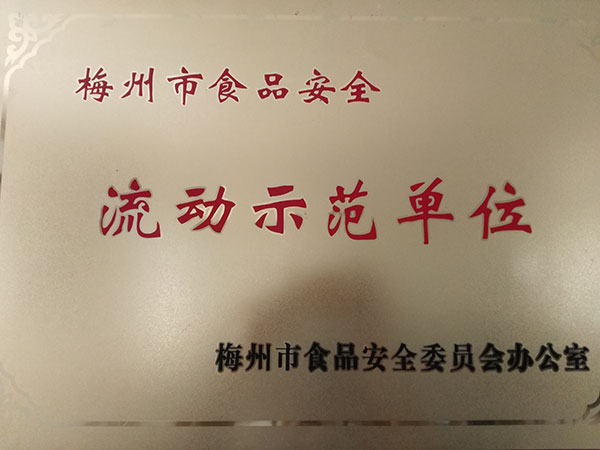 梅州市食品安全
流动示范单位
梅州市食品安全委员会办公室